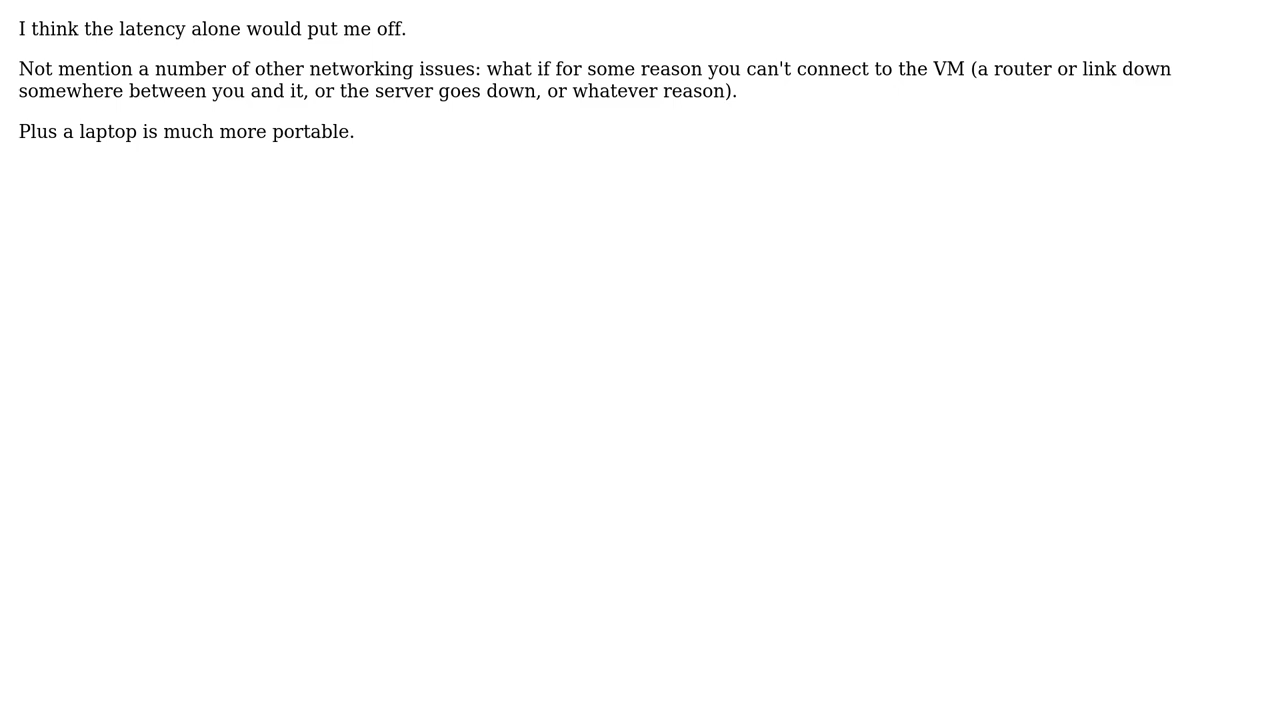 I think the latency alone would put me off.
Not mention a number of other networking issues: what if for some reason you can't connect to the VM (a router or link down
somewhere between you and it, or the server goes down, or whatever reason).
Plus a laptop is much more portable.